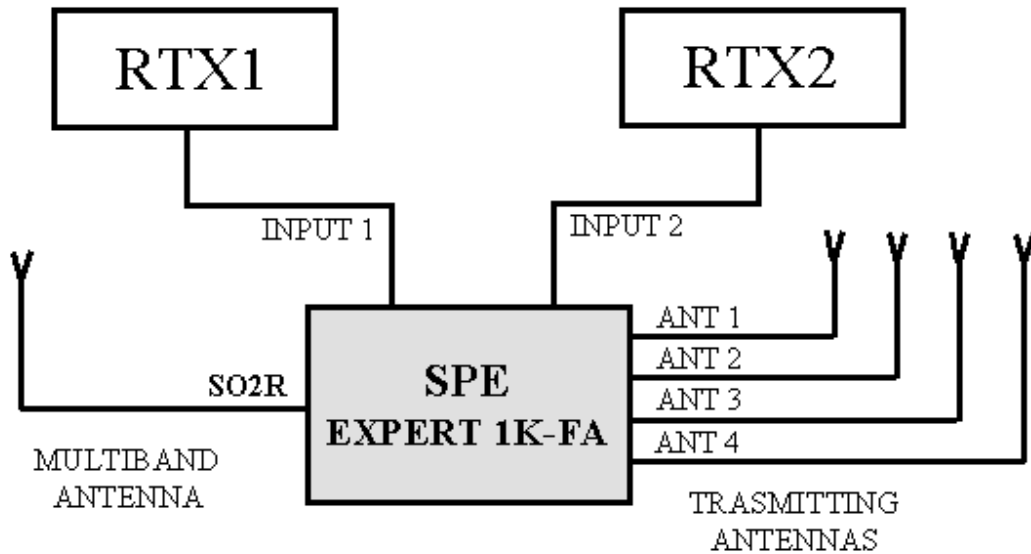 RTX1
RTX2
INPUT 1
INPUT 2
ANT 1
ANT 2
ANT 3
ANT 4
SO2R
SPE
EXPERT 1K-FA
MULTIBAND
ANTENNA
TRASMITTING
ANTENNAS